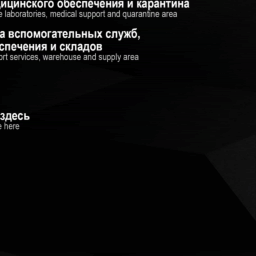 дицинского обеспечения и карантина
e laboratories, medical support and quarantine area
а вспомогательных служб,
спечения и складов
ort services, warehouse and supply area
здесь
e here